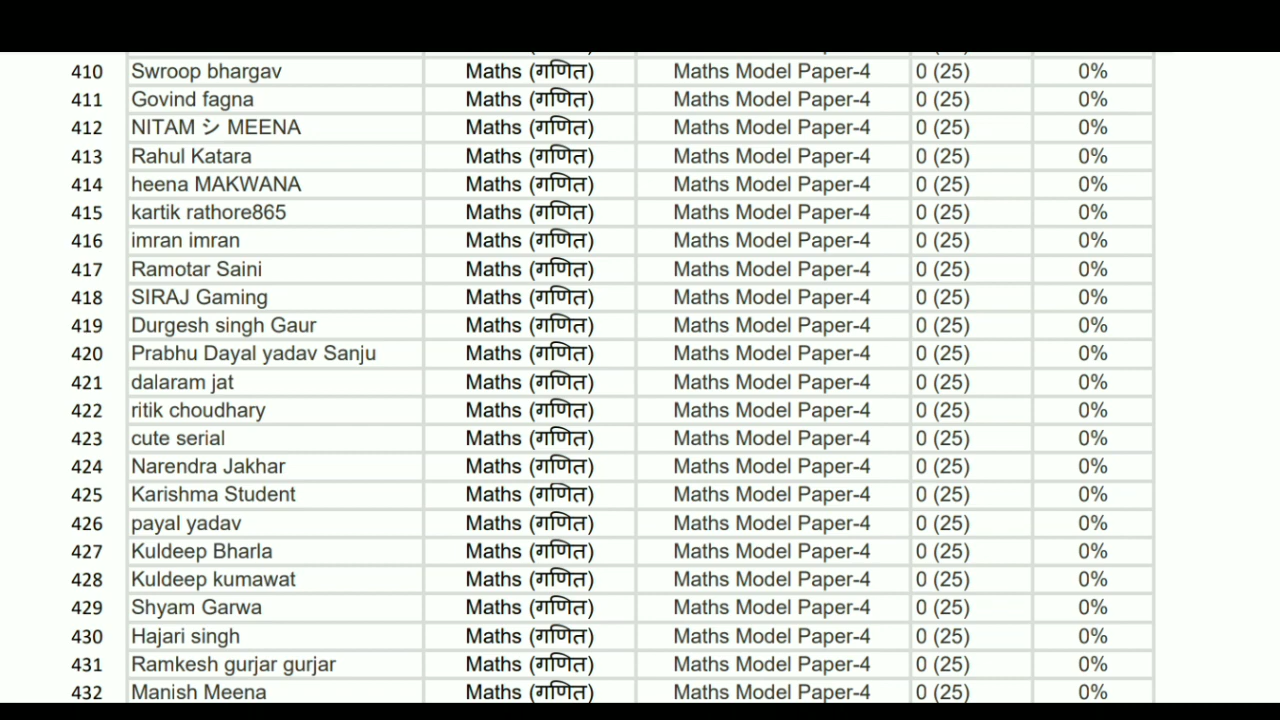 410 Swroop bhargav Maths (गणित) Maths Model Paper-4 0 (25) 0%
411 Govind fagna Maths (गणित) Maths Model Paper-4 0 (25) 0%
412 NITAM シ MEENA Maths (गणित) Maths Model Paper-4 0 (25) 0%
413 Rahul Katara Maths (गणित) Maths Model Paper-4 0 (25) 0%
414 heena MAKWANA Maths (गणित) Maths Model Paper-4 0 (25) 0%
415 kartik rathore865 Maths (गणित) Maths Model Paper-4 0 (25) 0%
416 imran imran Maths (गणित) Maths Model Paper-4 0 (25) 0%
417 Ramotar Saini Maths (गणित) Maths Model Paper-4 0 (25) 0%
418 SIRAJ Gaming Maths (गणित) Maths Model Paper-4 0 (25) 0%
419 Durgesh singh Gaur Maths (गणित) Maths Model Paper-4 0 (25) 0%
420 Prabhu Dayal yadav Sanju Maths (गणित) Maths Model Paper-4 0 (25) 0%
421 dalaram jat Maths (गणित) Maths Model Paper-4 0 (25) 0%
422 ritik choudhary Maths (गणित) Maths Model Paper-4 0 (25) 0%
423 cute serial Maths (गणित) Maths Model Paper-4 0 (25) 0%
424 Narendra Jakhar Maths (गणित) Maths Model Paper-4 0 (25) 0%
425 Karishma Student Maths (गणित) Maths Model Paper-4 0 (25) 0%
426 payal yadav Maths (गणित) Maths Model Paper-4 0 (25) 0%
427 Kuldeep Bharla Maths (गणित) Maths Model Paper-4 0 (25) 0%
428 Kuldeep kumawat Maths (गणित) Maths Model Paper-4 0 (25) 0%
429 Shyam Garwa Maths (गणित) Maths Model Paper-4 0 (25) 0%
430 Hajari singh Maths (गणित) Maths Model Paper-4 0 (25) 0%
431 Ramkesh gurjar gurjar Maths (गणित) Maths Model Paper-4 0 (25) 0%
432 Manish Meena Maths (गणित) Maths Model Paper-4 0 (25) 0%